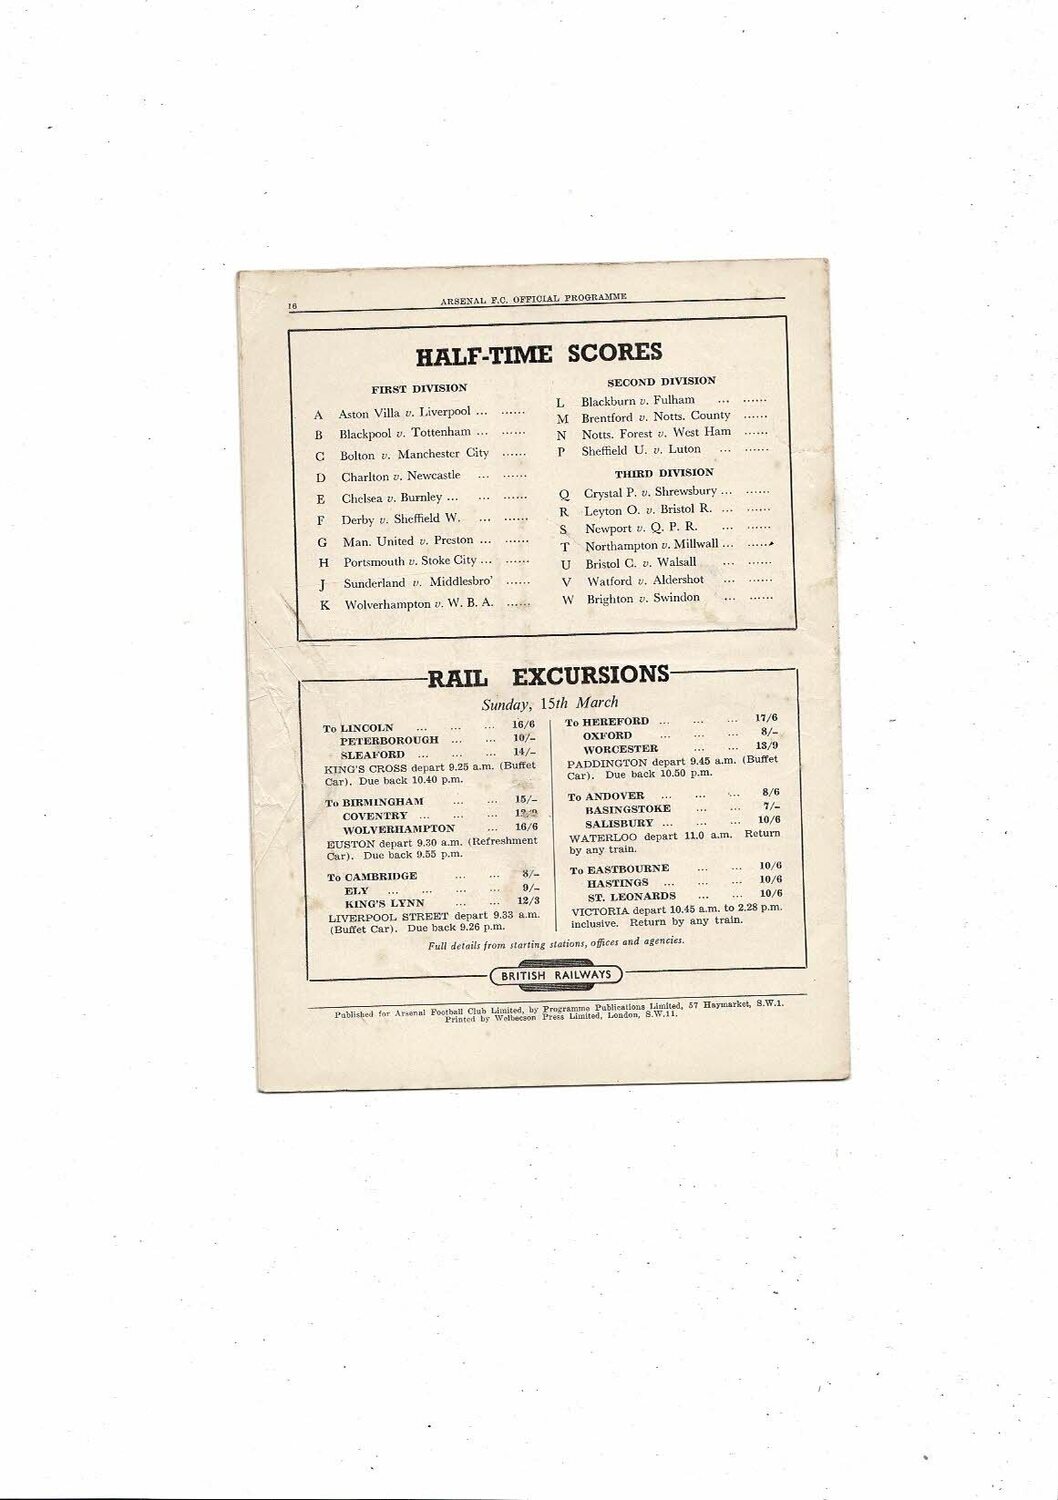 16
ARSENAL F.C. OFFICIAL PROGRAMME
HALF-TIME SCORES
FIRST DIVISION
A Aston Villa v. Liverpool ... ......
B Blackpool v. Tottenham ... ......
C Bolton v. Manchester City ......
D Charlton v. Newcastle ... ......
E Chelsea v. Burnley ... ... ......
F Derby v. Sheffield W. ... ......
G Man. United v. Preston ... ......
H Portsmouth v. Stoke City ... ......
J Sunderland v. Middlesbro' ......
K Wolverhampton v. W. B. A. ......
SECOND DIVISION
L Blackburn v. Fulham ... ......
M Brentford v. Notts. County ......
N Notts. Forest v. West Ham ......
P Sheffield U. v. Luton ... ......
THIRD DIVISION
Q Crystal P. v. Shrewsbury ... ......
R Leyton O. v. Bristol R. ... ......
S Newport v. Q. P. R. ... ......
T Northampton v. Millwall ... ......
U Bristol C. v. Walsall ... ......
V Watford v. Aldershot ... ......
W Brighton v. Swindon ... ......
RAIL EXCURSIONS
Sunday, 15th March
To LINCOLN ... ... ... 16/6
PETERBOROUGH ... ... 10/-
SLEAFORD ... ... ... 14/-
KING'S CROSS depart 9.25 a.m. (Buffet
Car). Due back 10.40 p.m.
To BIRMINGHAM ... ... 15/-
COVENTRY ... ... ...
WOLVERHAMPTON ... 16/6
EUSTON depart 9.30 a.m. (Refreshment
Car). Due back 9.55 p.m.
To CAMBRIDGE ... ... 8/-
ELY ... ... ... ... 9/-
KING'S LYNN ... ... 12/3
LIVERPOOL STREET depart 9.33 a.m.
(Buffet Car). Due back 9.26 p.m.
To HEREFORD ... ... ... 17/6
OXFORD ... ... ... 8/-
WORCESTER ... ... 13/9
PADDINGTON depart 9.45 a.m. (Buffet
Car). Due back 10.50 p.m.
To ANDOVER ... ... ... 8/6
BASINGSTOKE ... ... 7/-
SALISBURY ... ... ... 10/6
WATERLOO depart 11.0 a.m. Return
by any train.
To EASTBOURNE ... ... 10/6
HASTINGS ... ... ... 10/6
ST. LEONARDS ... ... 10/6
VICTORIA depart 10.45 a.m. to 2.28 p.m.
inclusive. Return by any train.
Full details from starting stations, offices and agencies.
BRITISH RAILWAYS
Published for Arsenal Football Club Limited, by Programme Publications Limited, 57 Haymarket, S.W.1.
Printed by Welbecson Press Limited, London, S.W.11.